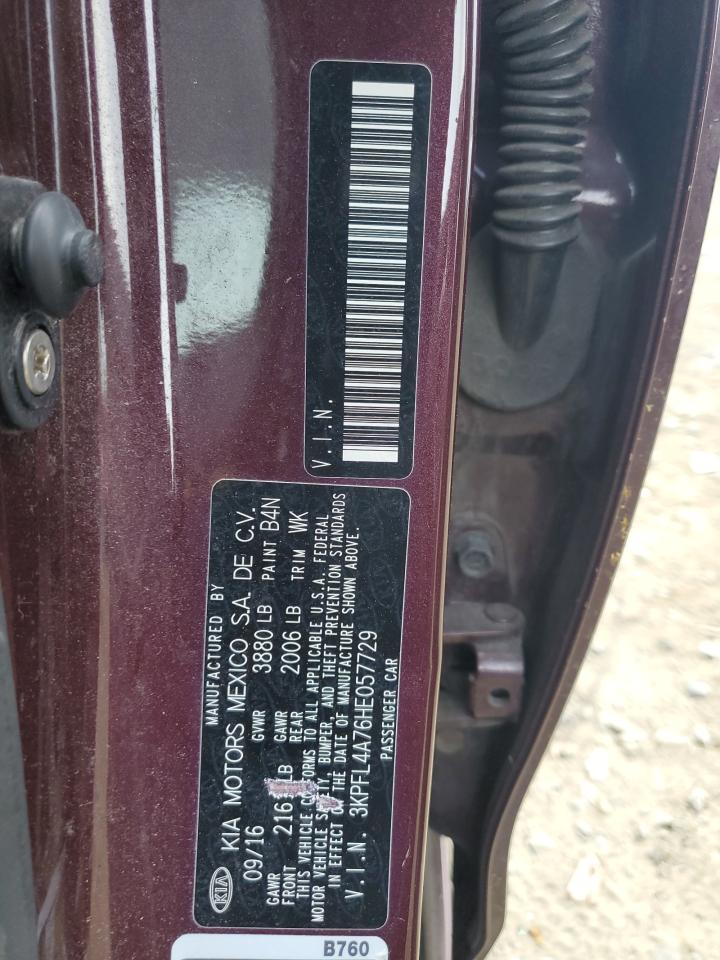 V.I.N.
MANUFACTURED BY
KIA KIA MOTORS MEXICO S.A. DE C.V.
09/16 GVWR 3880 LB PAINT B4N
GAWR FRONT LB GAWR REAR 2006 LB TRIM WK
THIS VEHICLE CONFORMS TO ALL APPLICABLE U.S.A. FEDERAL
MOTOR VEHICLE SAFETY, BUMPER, AND THEFT PREVENTION STANDARDS
IN EFFECT ON THE DATE OF MANUFACTURE SHOWN ABOVE.
V.I.N. 3KPFL4A76HE057729
PASSENGER CAR
B760